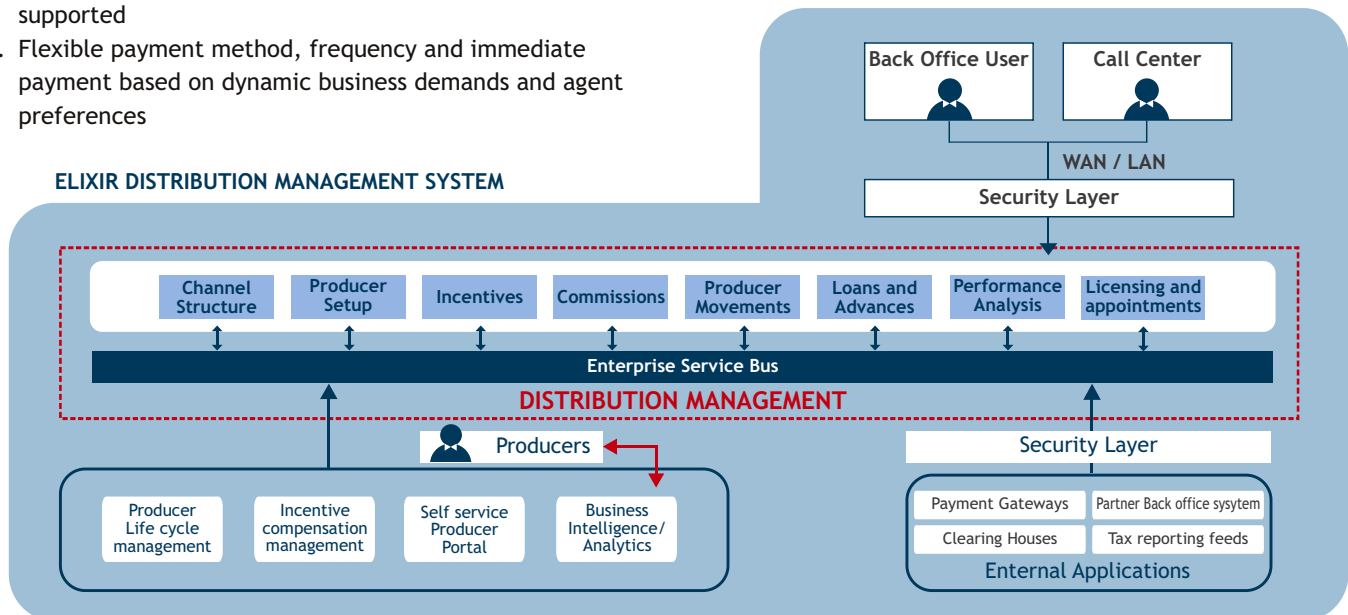 supported
. Flexible payment method, frequency and immediate
payment based on dynamic business demands and agent
preferences
ELIXIR DISTRIBUTION MANAGEMENT SYSTEM
Back Office User
Call Center
WAN / LAN
Security Layer
Channel
Structure
Producer
Setup
Incentives
Commissions
Producer
Movements
Loans and
Advances
Performance
Analysis
Licensing and
appointments
Enterprise Service Bus
DISTRIBUTION MANAGEMENT
Producers
Security Layer
Producer
Life cycle
management
Incentive
compensation
management
Self service
Producer
Portal
Business
Intelligence/
Analytics
Payment Gateways
Partner Back office sysytem
Clearing Houses
Tax reporting feeds
Enternal Applications